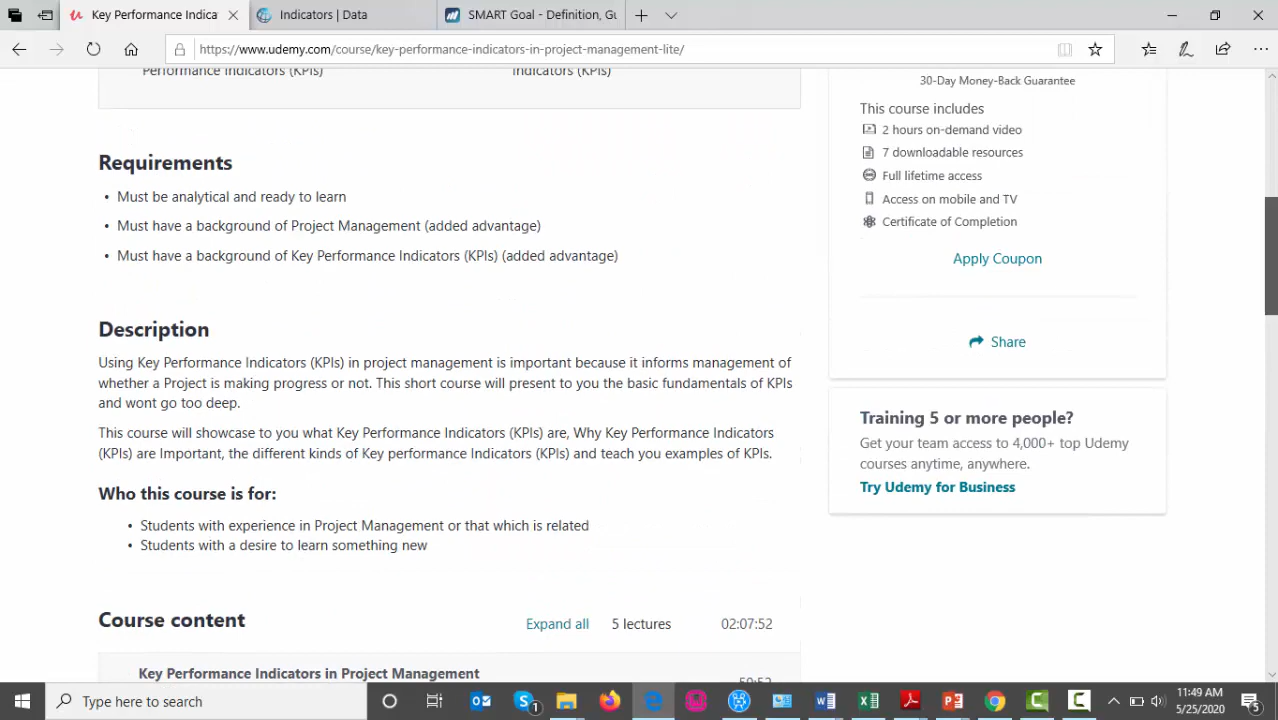 Key Performance Indica
Indicators | Data
SMART Goal - Definition, Gu
https://www.udemy.com/course/key-performance-indicators-in-project-management-lite/
Performance Indicators (KPIs)
Indicators (KPIs)
30-Day Money-Back Guarantee
This course includes
2 hours on-demand video
7 downloadable resources
Full lifetime access
Access on mobile and TV
Certificate of Completion
Apply Coupon
Share
Training 5 or more people?
Get your team access to 4,000+ top Udemy
courses anytime, anywhere.
Try Udemy for Business
Requirements
• Must be analytical and ready to learn
• Must have a background of Project Management (added advantage)
• Must have a background of Key Performance Indicators (KPIs) (added advantage)
Description
Using Key Performance Indicators (KPIs) in project management is important because it informs management of
whether a Project is making progress or not. This short course will present to you the basic fundamentals of KPIs
and wont go too deep.
This course will showcase to you what Key Performance Indicators (KPIs) are, Why Key Performance Indicators
(KPIs) are Important, the different kinds of Key performance Indicators (KPIs) and teach you examples of KPIs.
Who this course is for:
• Students with experience in Project Management or that which is related
• Students with a desire to learn something new
Course content
Expand all
5 lectures
02:07:52
Key Performance Indicators in Project Management
Type here to search
1
11:49 AM
5/25/2020
5